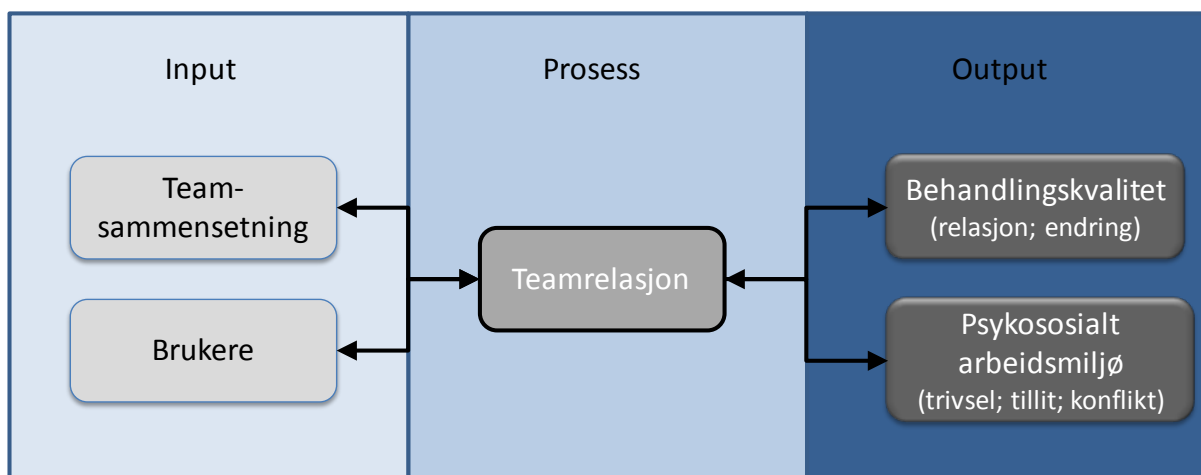 Input
Prosess
Output
Team-
sammensetning
Brukere
Teamrelasjon
Behandlingskvalitet
(relasjon; endring)
Psykososialt
arbeidsmiljø
(trivsel; tillit; konflikt)